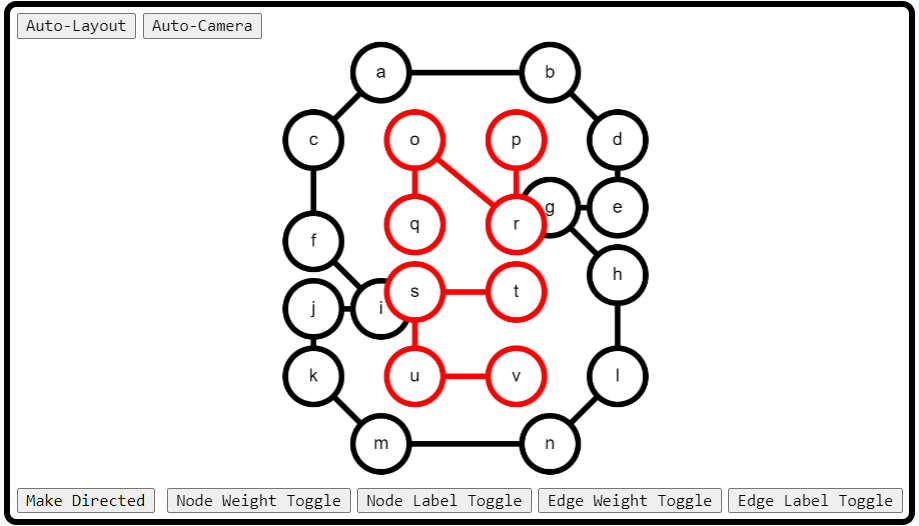 Auto-Layout Auto-Camera
a b
c o p d
f q r g e
j i s t h
k u v l
m n
Make Directed Node Weight Toggle Node Label Toggle Edge Weight Toggle Edge Label Toggle